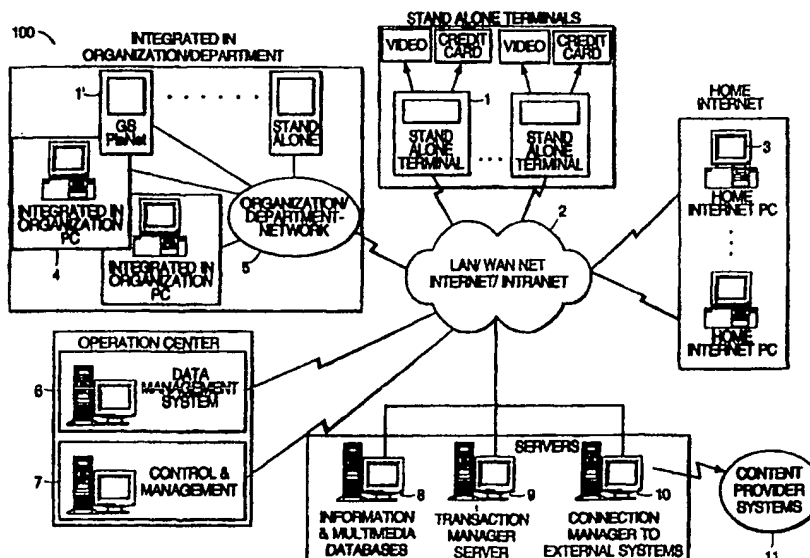 100
INTEGRATED IN
ORGANIZATION/DEPARTMENT
1'
GS
PlaNet
STAND
ALONE
INTEGRATED IN
ORGANIZATION
PC
4
INTEGRATED IN
ORGANIZATION
PC
ORGANIZATION/
DEPARTMENT-
NETWORK
5
STAND ALONE TERMINALS
VIDEO
CREDIT
CARD
VIDEO
CREDIT
CARD
1
STAND
ALONE
TERMINAL
STAND
ALONE
TERMINAL
HOME
INTERNET
3
HOME
INTERNET PC
HOME
INTERNET PC
2
LAN/WAN NET
INTERNET/INTRANET
OPERATION CENTER
6
DATA
MANAGEMENT
SYSTEM
7
CONTROL &
MANAGEMENT
SERVERS
8
INFORMATION
& MULTIMEDIA
DATABASES
9
TRANSACTION
MANAGER
SERVER
10
CONNECTION
MANAGER TO
EXTERNAL SYSTEMS
CONTENT
PROVIDER
SYSTEMS
11